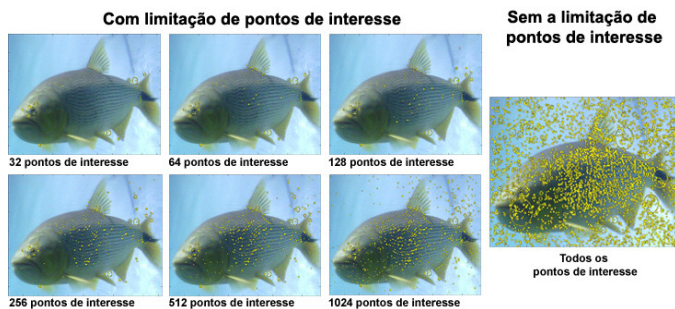 Com limitação de pontos de interesse
Sem a limitação de
pontos de interesse
32 pontos de interesse
64 pontos de interesse
128 pontos de interesse
256 pontos de interesse
512 pontos de interesse
1024 pontos de interesse
Todos os
pontos de interesse